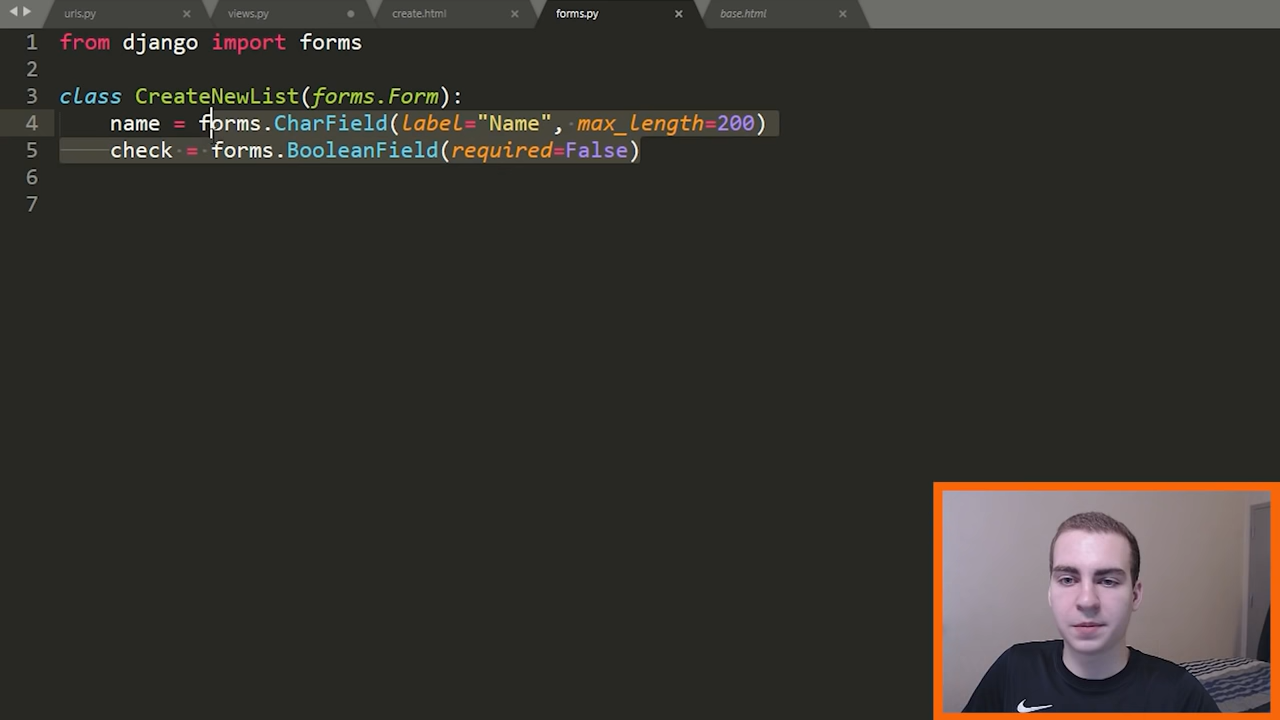 urls.py views.py create.html forms.py base.html
1 from django import forms
2
3 class CreateNewList(forms.Form):
4 name = forms.CharField(label="Name", max_length=200)
5 check = forms.BooleanField(required=False)
6
7